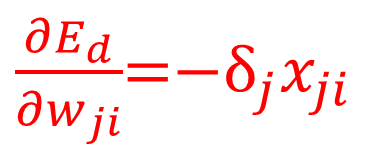 ∂E_d/∂w_ji = −δ_j x_ji